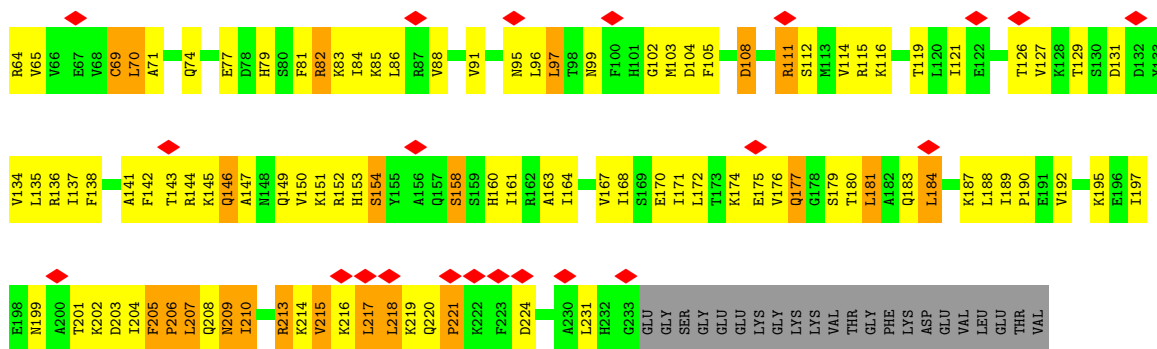 R64 V65 V66 E67 V68 C69 L70 A71 Q74 E77 D78 H79 S80 F81 R82 K83 I84 K85 L86 R87 V88 V91 N95 L96 L97 T98 N99 F100 H101 G102 M103 D104 F105 D108 R111 S112 M113 V114 R115 K116 T119 L120 I121 E122 T126 V127 K128 T129 S130 D131 D132
V134 L135 R136 I137 F138 A141 F142 T143 R144 K145 Q146 A147 N148 Q149 V150 K151 R152 H153 S154 Y155 A156 Q157 S158 S159 H160 I161 R162 A163 I164 V167 I168 S169 E170 I171 L172 T173 K174 E175 V176 Q177 G178 S179 T180 L181 A182 Q183 L184 K187 L188 I189 P190 E191 V192 K195 E196 I197
E198 N199 A200 T201 K202 D203 I204 F205 P206 L207 Q208 N209 I210 R213 K214 V215 K216 L217 L218 K219 Q220 P221 K222 F223 D224 A230 L231 H232 G233 GLU GLY SER GLY GLU GLU LYS GLY LYS LYS VAL THR GLY PHE LYS ASP GLU VAL LEU GLU THR VAL